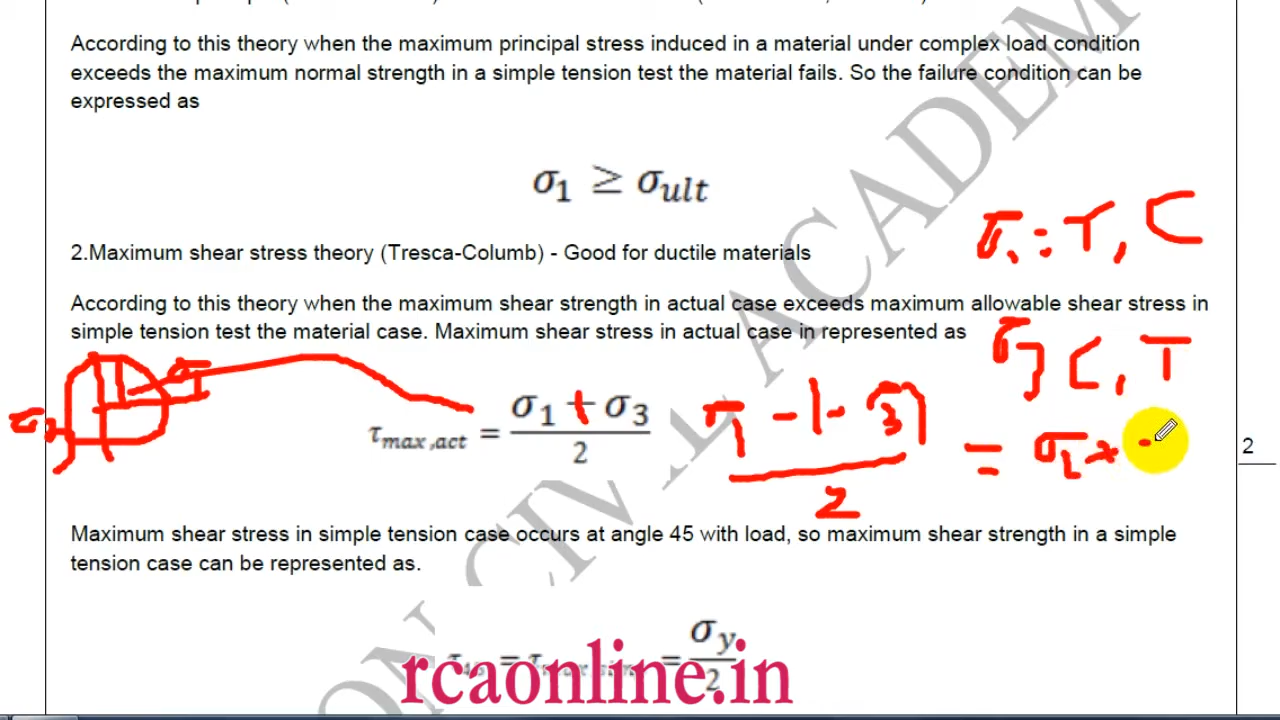 According to this theory when the maximum principal stress induced in a material under complex load condition
exceeds the maximum normal strength in a simple tension test the material fails. So the failure condition can be
expressed as
σ1 ≥ σult
σ1 = T, C
2.Maximum shear stress theory (Tresca-Columb) - Good for ductile materials
According to this theory when the maximum shear strength in actual case exceeds maximum allowable shear stress in
simple tension test the material case. Maximum shear stress in actual case in represented as
σ3 C, T
τmax,act = σ1 + σ3
2
2
Maximum shear stress in simple tension case occurs at angle 45 with load, so maximum shear strength in a simple
tension case can be represented as.
= σy
2
rcaonline.in
CIVIL ACADEM